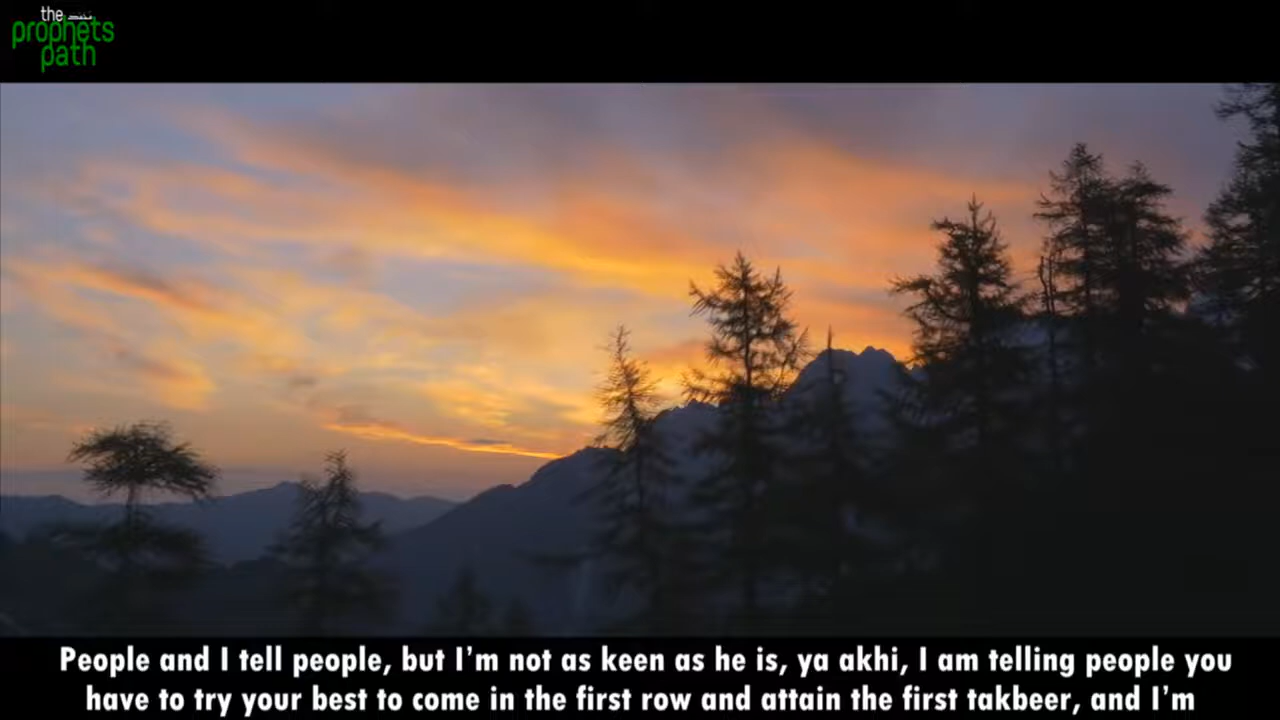 the
prophets
path
People and I tell people, but I'm not as keen as he is, ya akhi, I am telling people you
have to try your best to come in the first row and attain the first takbeer, and I'm